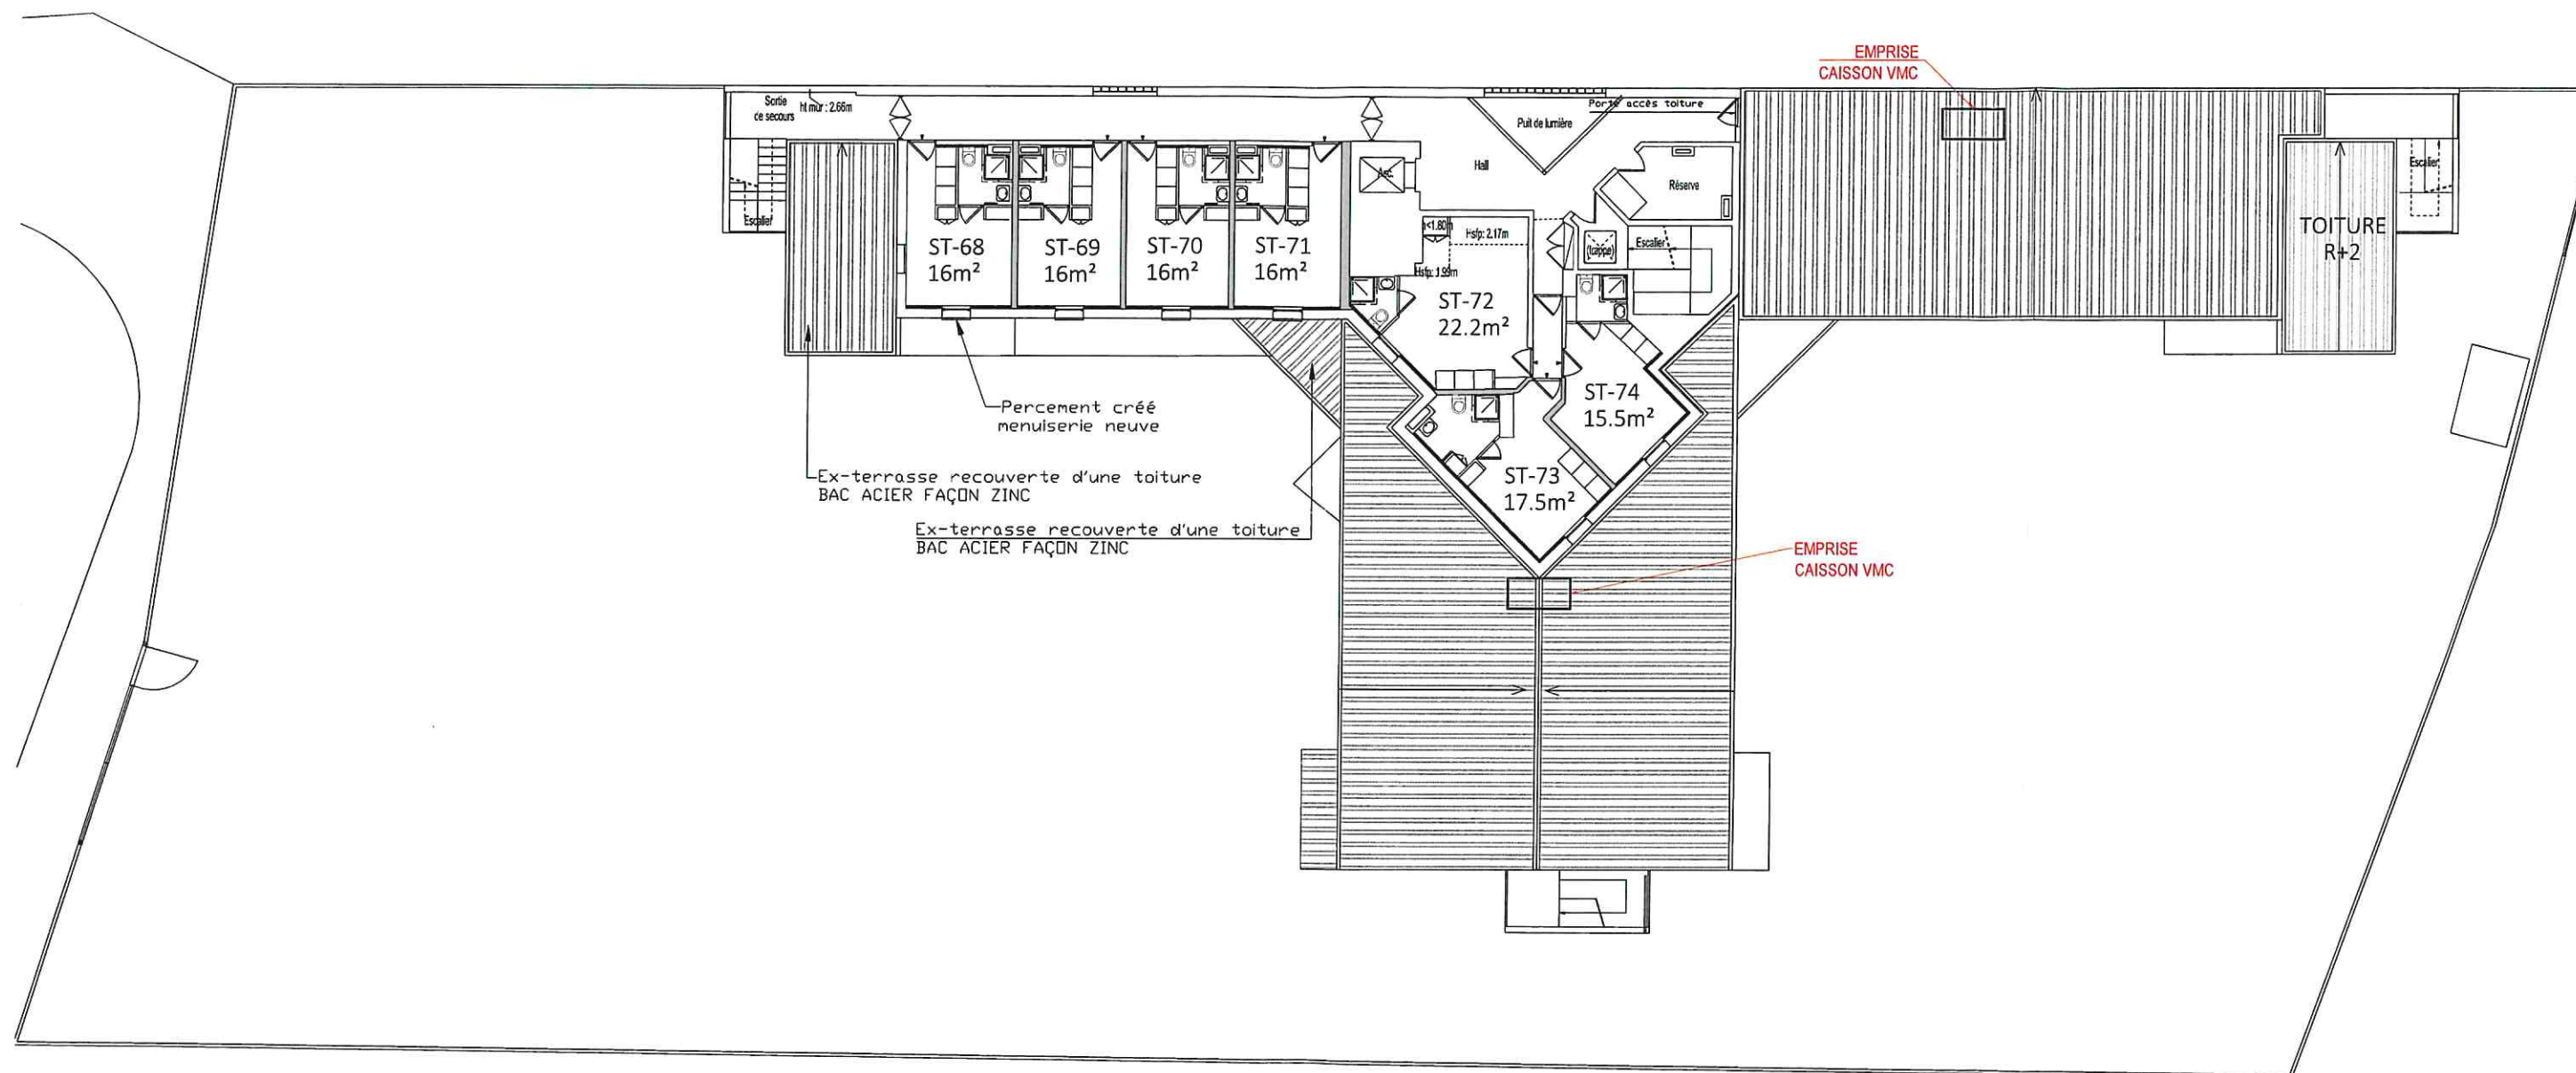 EMPRISE
CAISSON VMC
Sortie
de secours
ht mur : 2.66m
Porte accès toiture
Puit de lumière
Hall
Asc.
Réserve
Escalier
Escalier
TOITURE
R+2
Escalier
(trappe)
h<1.80m
Hsfp: 2.17m
Hsfp: 1.99m
ST-68
16m²
ST-69
16m²
ST-70
16m²
ST-71
16m²
ST-72
22.2m²
ST-74
15.5m²
ST-73
17.5m²
Percement créé
menuiserie neuve
Ex-terrasse recouverte d'une toiture
BAC ACIER FAÇON ZINC
Ex-terrasse recouverte d'une toiture
BAC ACIER FAÇON ZINC
EMPRISE
CAISSON VMC